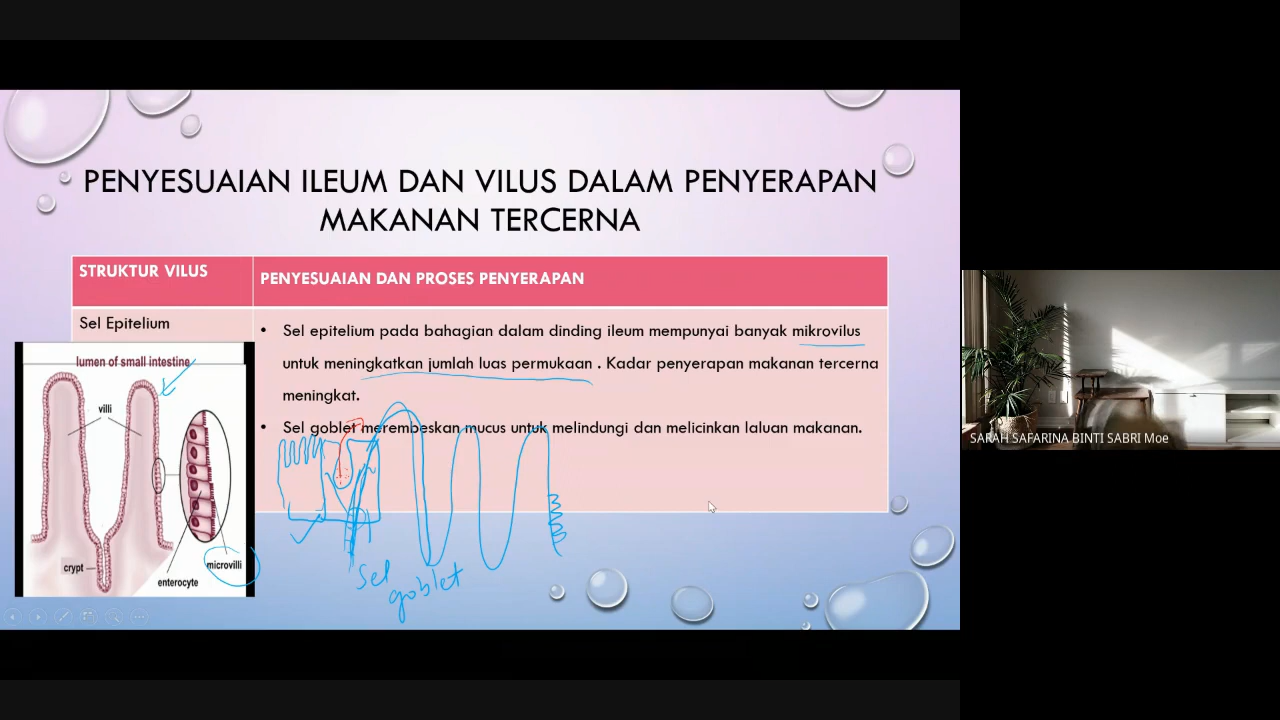 PENYESUAIAN ILEUM DAN VILUS DALAM PENYERAPAN
MAKANAN TERCERNA
STRUKTUR VILUS
PENYESUAIAN DAN PROSES PENYERAPAN
Sel Epitelium
• Sel epitelium pada bahagian dalam dinding ileum mempunyai banyak mikrovilus
untuk meningkatkan jumlah luas permukaan . Kadar penyerapan makanan tercerna
meningkat.
• Sel goblet merembeskan mucus untuk melindungi dan melicinkan laluan makanan.
lumen of small intestine
villi
crypt
enterocyte
microvilli
Sel
goblet
SARAH SAFARINA BINTI SABRI Moe